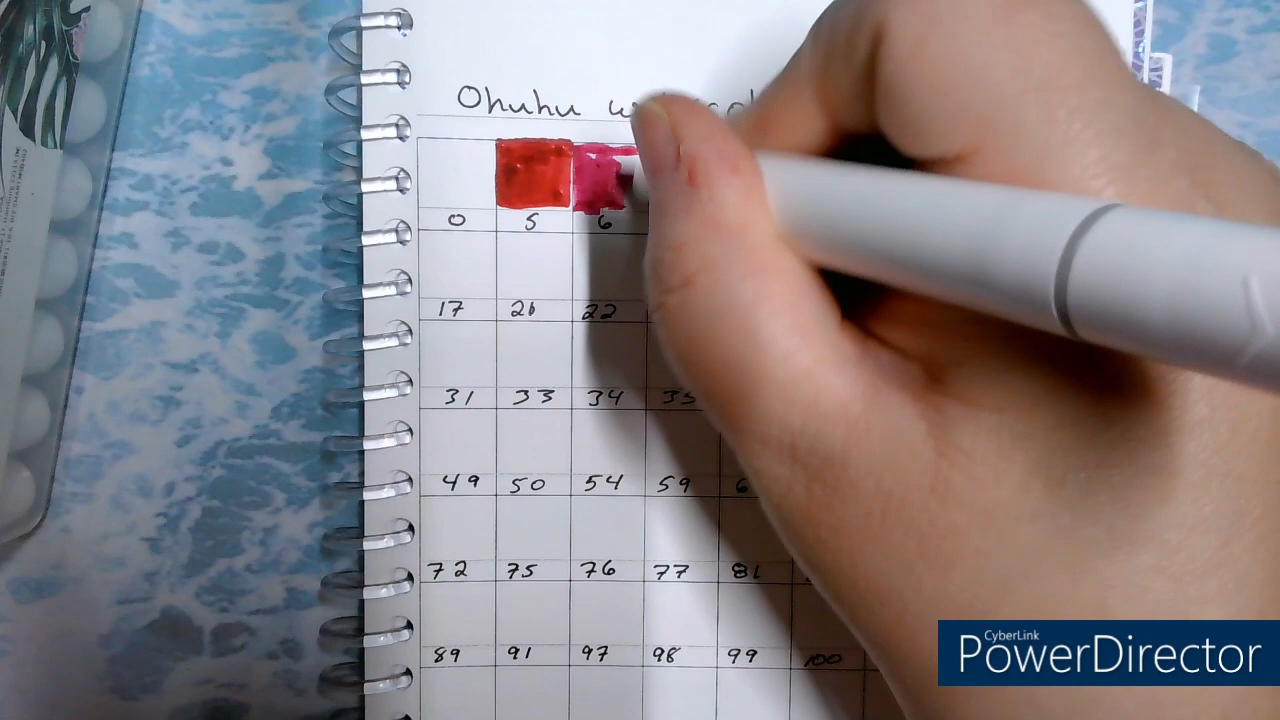 Ohuhu
0 5 6
17 26 22
31 33 34 35
49 50 54 59 6
72 75 76 77 81
89 91 97 98 99 100
CyberLink
PowerDirector